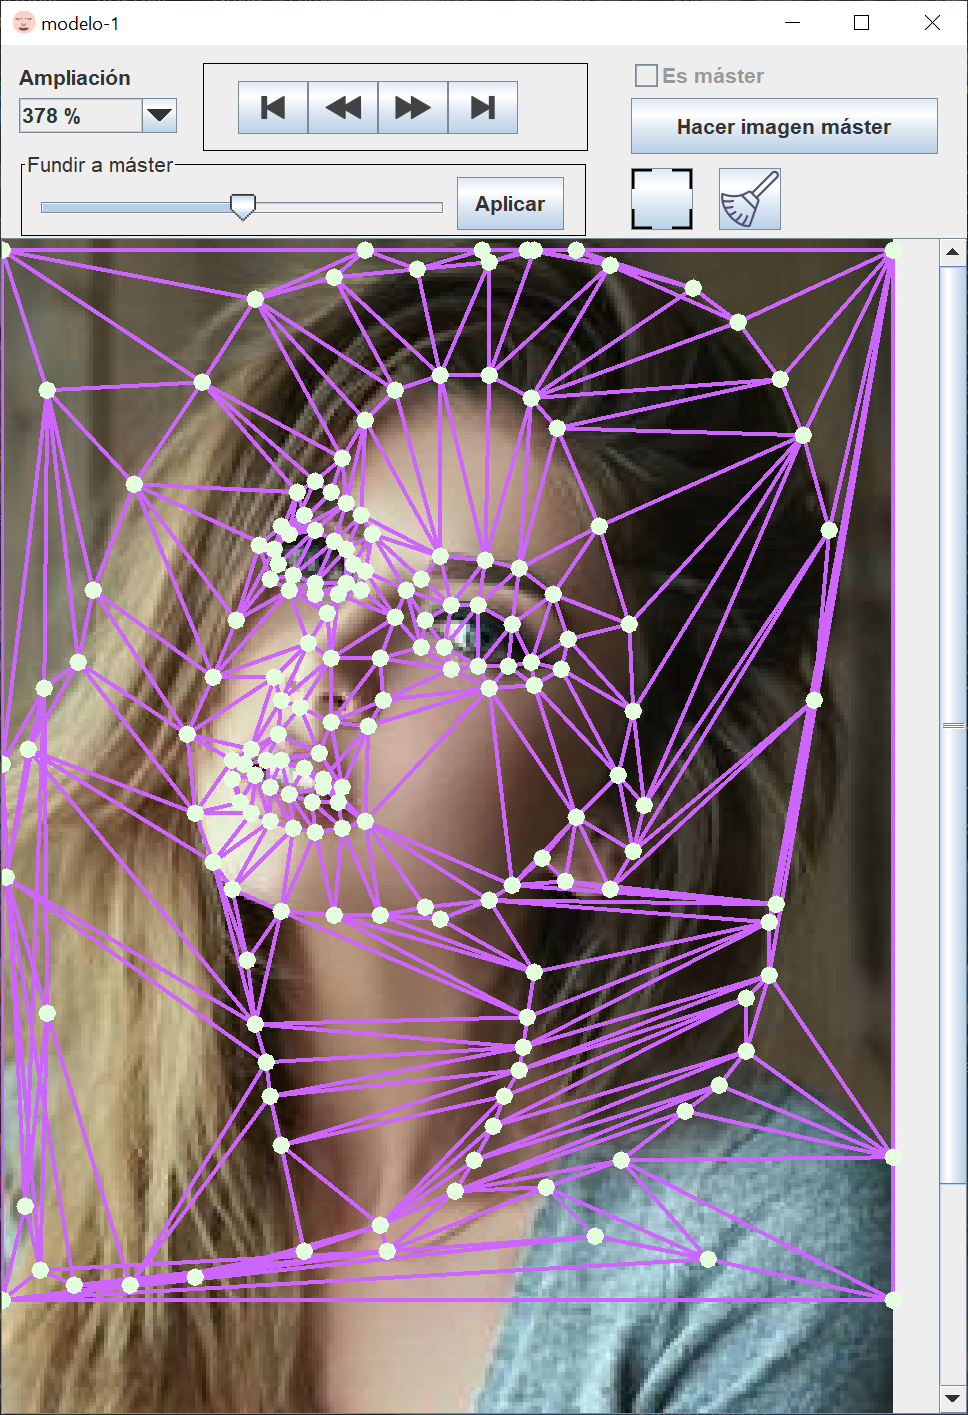 modelo-1
Ampliación
378 %
Fundir a máster
Aplicar
Es máster
Hacer imagen máster